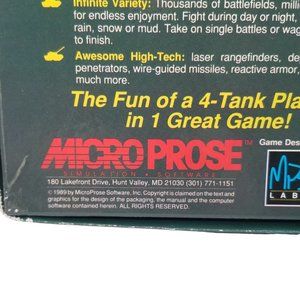 Infinite Variety: Thousands of battlefields, milli
for endless enjoyment. Fight during day or night,
rain, snow or mud. Take on single battles or wag
to finish.
Awesome High-Tech: laser rangefinders, de
penetrators, wire-guided missiles, reactive armor,
much more.
The Fun of a 4-Tank Pla
in 1 Great Game!
MICROPROSE™
SIMULATION • SOFTWARE
180 Lakefront Drive, Hunt Valley, MD 21030 (301) 771-1151
© 1989 by MicroProse Software, Inc. Copyright is claimed on the text and
graphics for the design of the packaging, the manual and the computer
software contained herein. ALL RIGHTS RESERVED.
Game Des
MPS
LAB